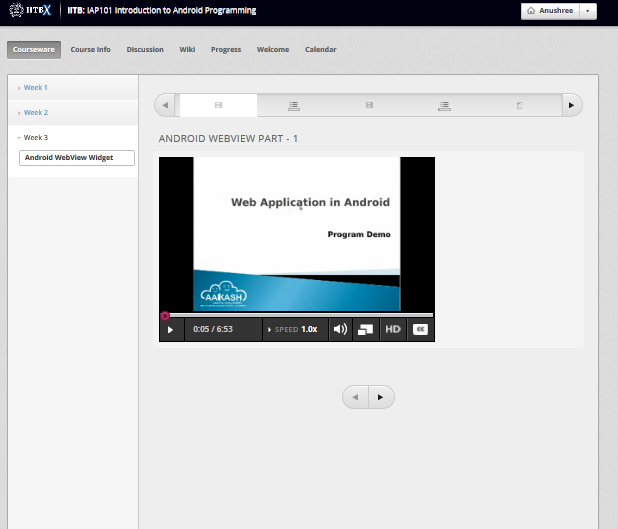 IITBX IITB: IAP101 Introduction to Android Programming Anushree
Courseware Course Info Discussion Wiki Progress Welcome Calendar
Week 1
Week 2
Week 3
Android WebView Widget
ANDROID WEBVIEW PART - 1
Web Application in Android
Program Demo
AAKASH
0:05 / 6:53 SPEED 1.0x HD CC